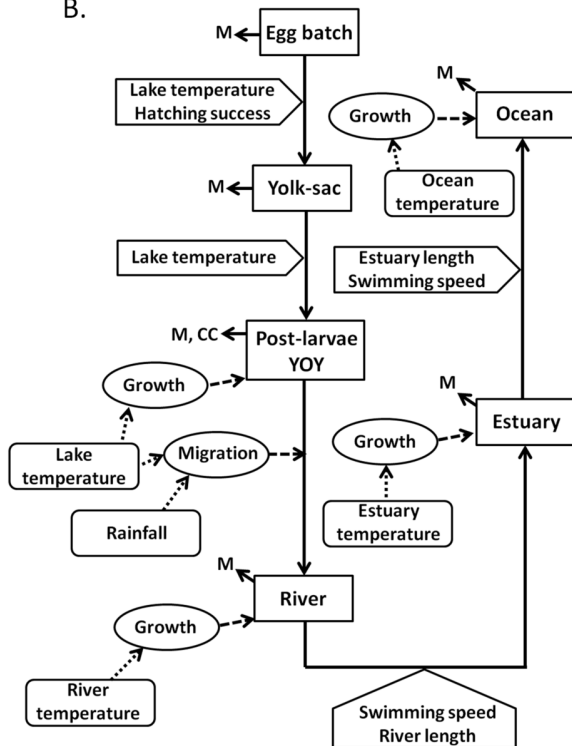 B.
M
Egg batch
Lake temperature
Hatching success
M
Yolk-sac
Lake temperature
M, CC
Post-larvae
YOY
Growth
Lake
temperature
Migration
Rainfall
M
River
Growth
River
temperature
Swimming speed
River length
M
Estuary
Growth
Estuary
temperature
Estuary length
Swimming speed
M
Ocean
Growth
Ocean
temperature